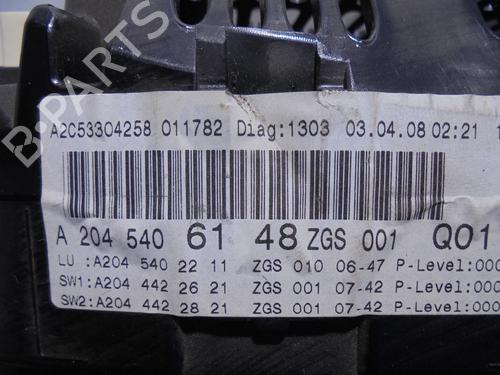 A2C53304258 011782 Diag:1303 03.04.08 02:21
A 204 540 61 48 ZGS 001 Q01
LU :A204 540 22 11 ZGS 010 06-47 P-Level:000
SW1:A204 442 26 21 ZGS 001 07-42 P-Level:000
SW2:A204 442 28 21 ZGS 001 07-42 P-Level:000
B-PARTS